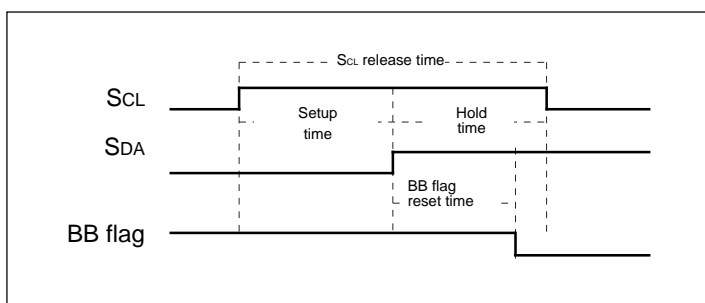 SCL release time
SCL
Setup
time
Hold
time
SDA
BB flag
reset time
BB flag